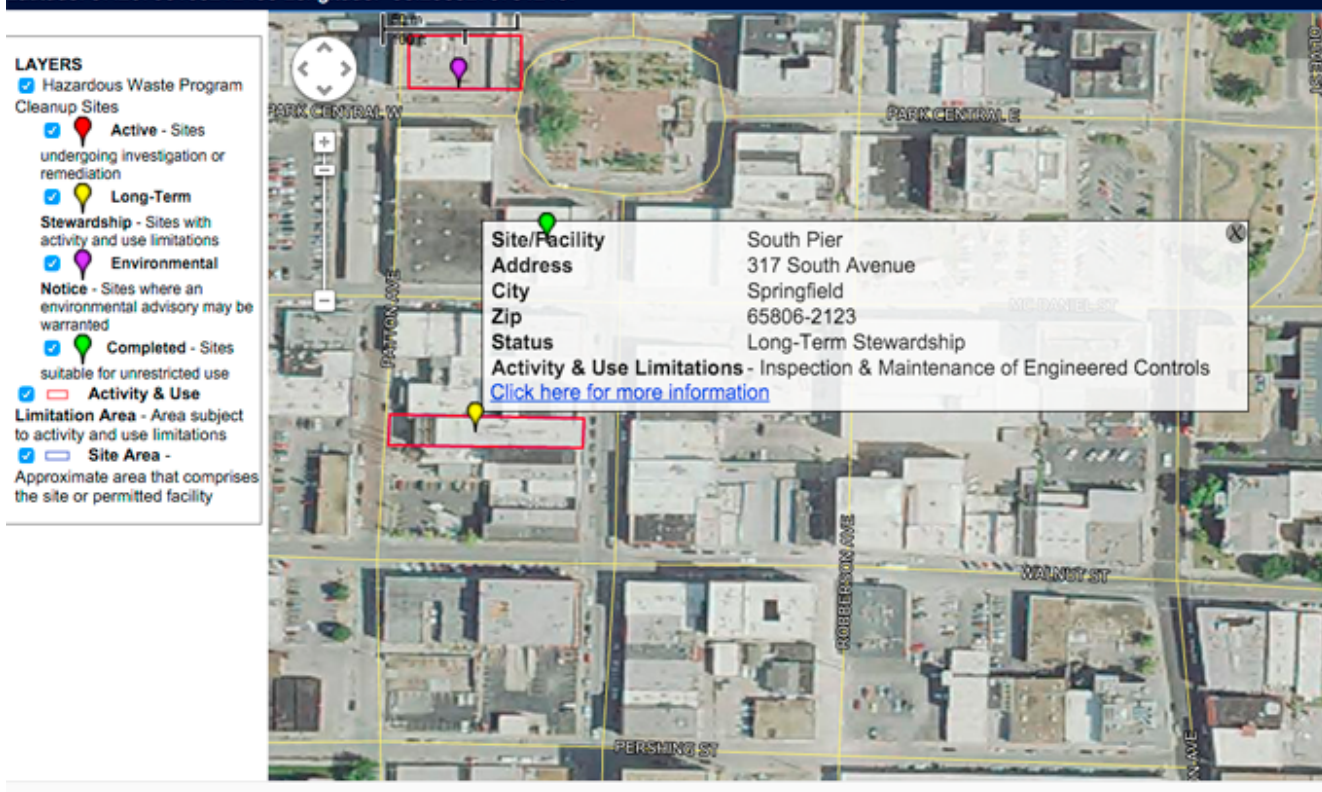 LAYERS
Hazardous Waste Program
Cleanup Sites
Active - Sites
undergoing investigation or
remediation
Long-Term
Stewardship - Sites with
activity and use limitations
Environmental
Notice - Sites where an
environmental advisory may be
warranted
Completed - Sites
suitable for unrestricted use
Activity & Use
Limitation Area - Area subject
to activity and use limitations
Site Area -
Approximate area that comprises
the site or permitted facility
PARK CENTRAL W
PARK CENTRAL E
OLIVE ST
Site/Facility South Pier
Address 317 South Avenue
City Springfield
Zip 65806-2123
Status Long-Term Stewardship
Activity & Use Limitations - Inspection & Maintenance of Engineered Controls
Click here for more information
X
MC DANIEL ST
PATTON AVE
ROBBERSON AVE
WALNUT ST
PERSHING ST
AVE